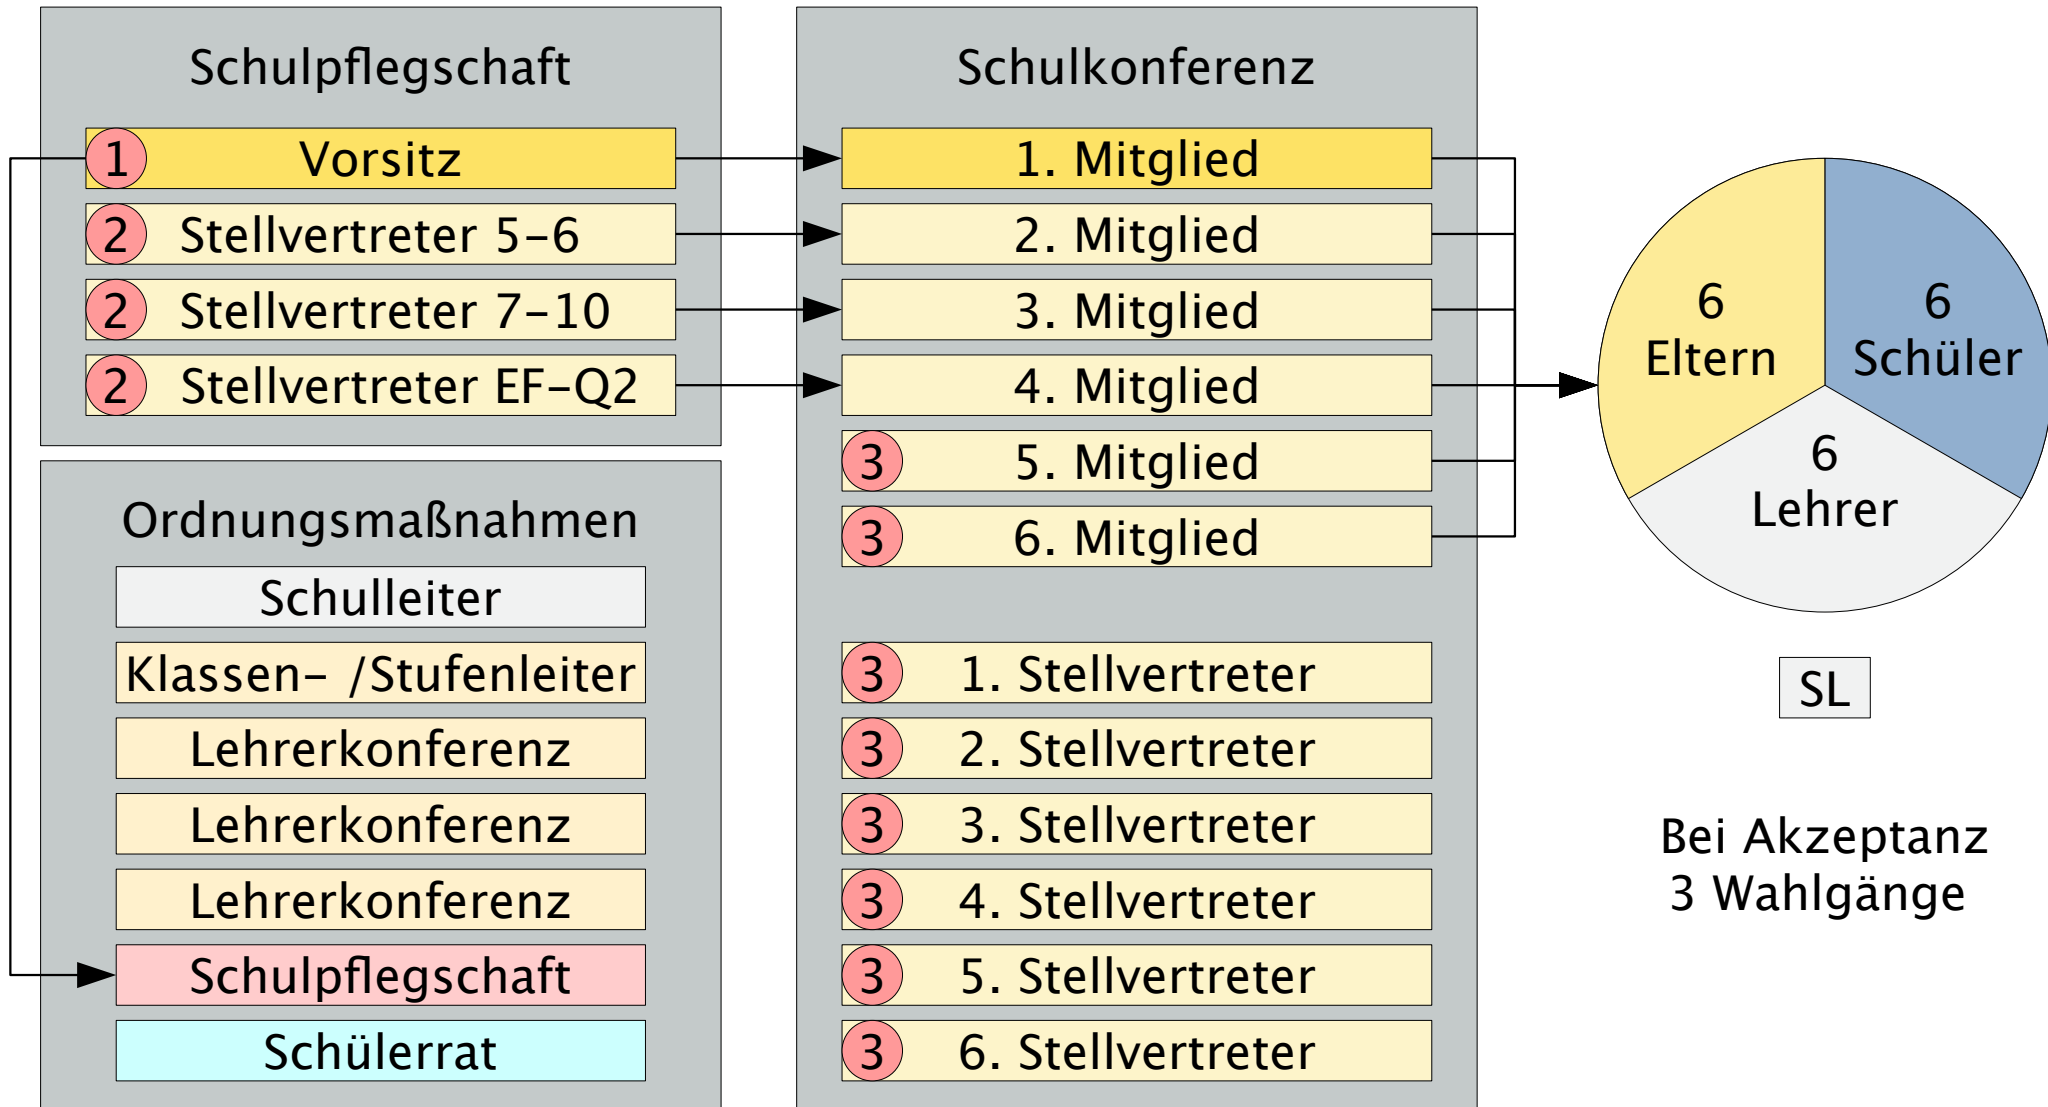 Schulpflegschaft
1 Vorsitz
2 Stellvertreter 5-6
2 Stellvertreter 7-10
2 Stellvertreter EF-Q2
Ordnungsmaßnahmen
Schulleiter
Klassen- /Stufenleiter
Lehrerkonferenz
Lehrerkonferenz
Lehrerkonferenz
Schulpflegschaft
Schülerrat
Schulkonferenz
1. Mitglied
2. Mitglied
3. Mitglied
4. Mitglied
3 5. Mitglied
3 6. Mitglied
3 1. Stellvertreter
3 2. Stellvertreter
3 3. Stellvertreter
3 4. Stellvertreter
3 5. Stellvertreter
3 6. Stellvertreter
6
Eltern
6
Schüler
6
Lehrer
SL
Bei Akzeptanz
3 Wahlgänge